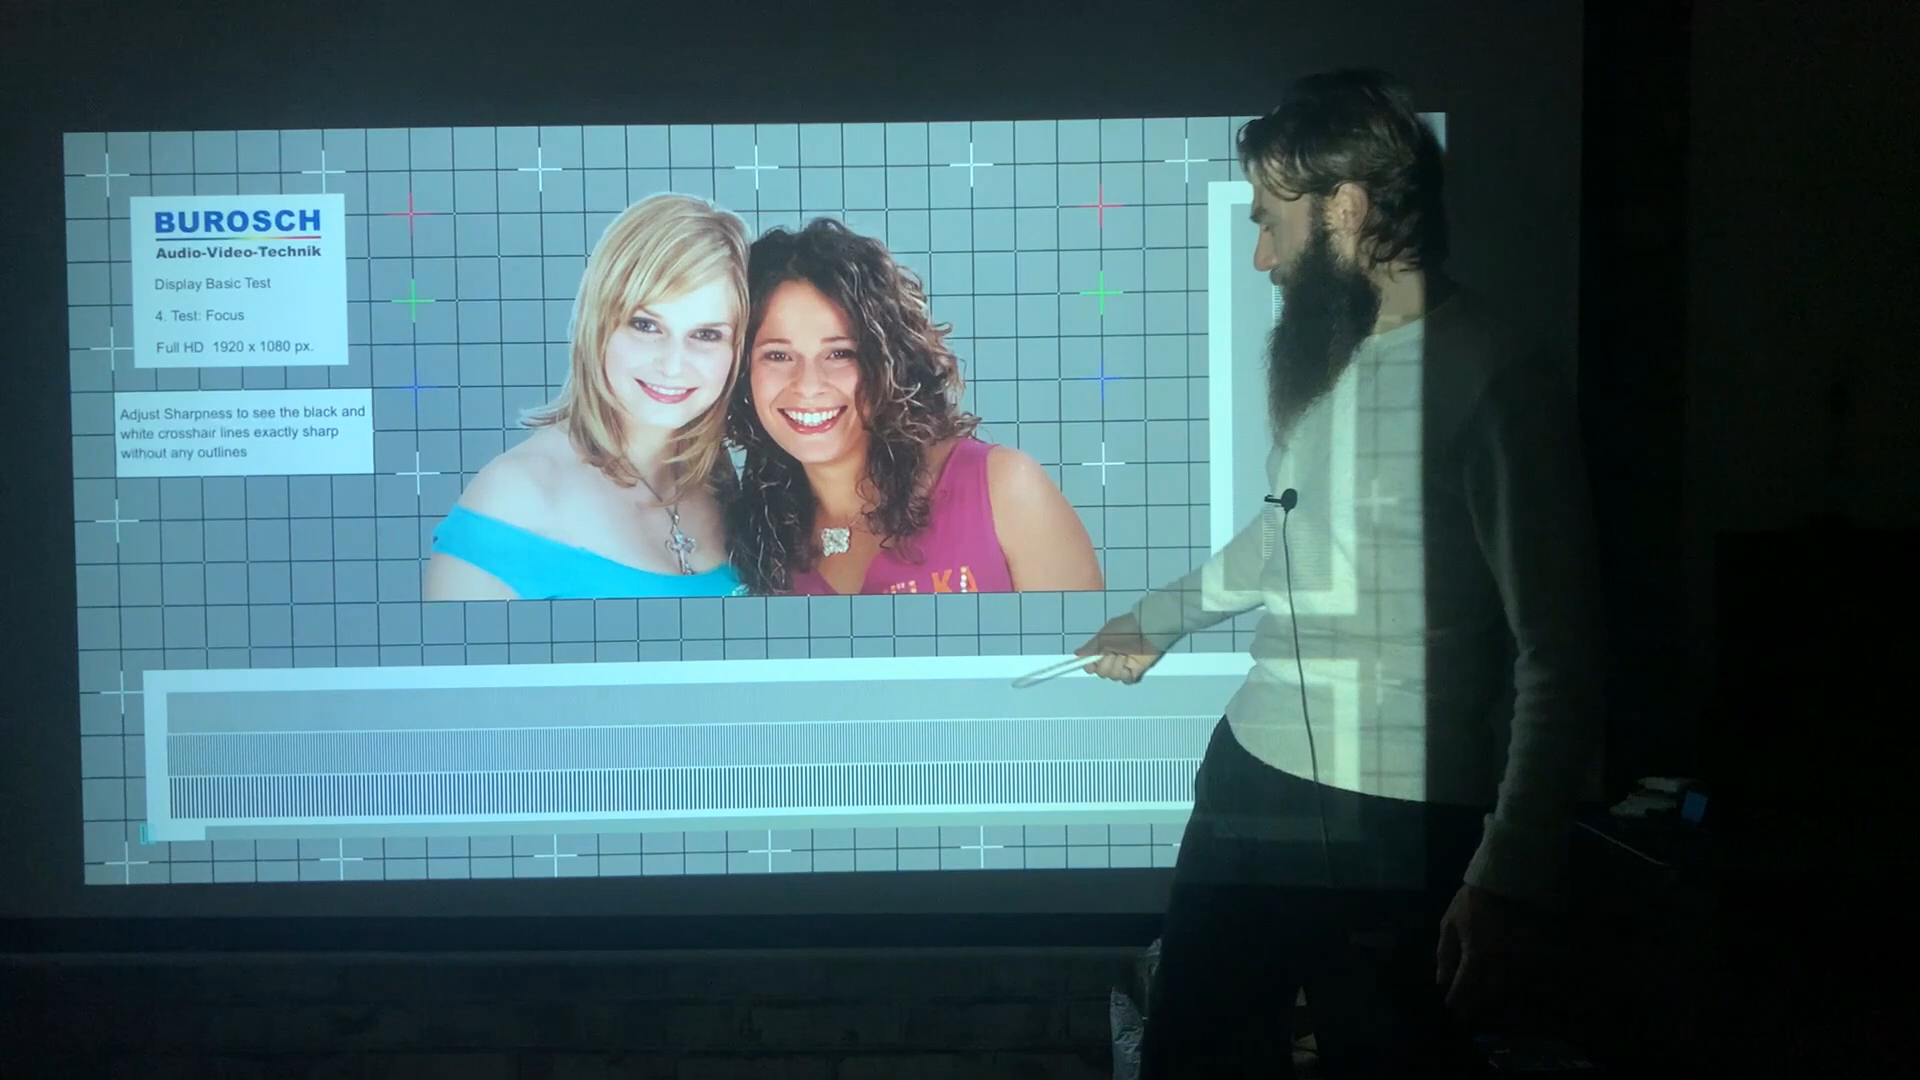 BUROSCH
Audio-Video-Technik
Display Basic Test
4. Test: Focus
Full HD 1920 x 1080 px.
Adjust Sharpness to see the black and
white crosshair lines exactly sharp
without any outlines